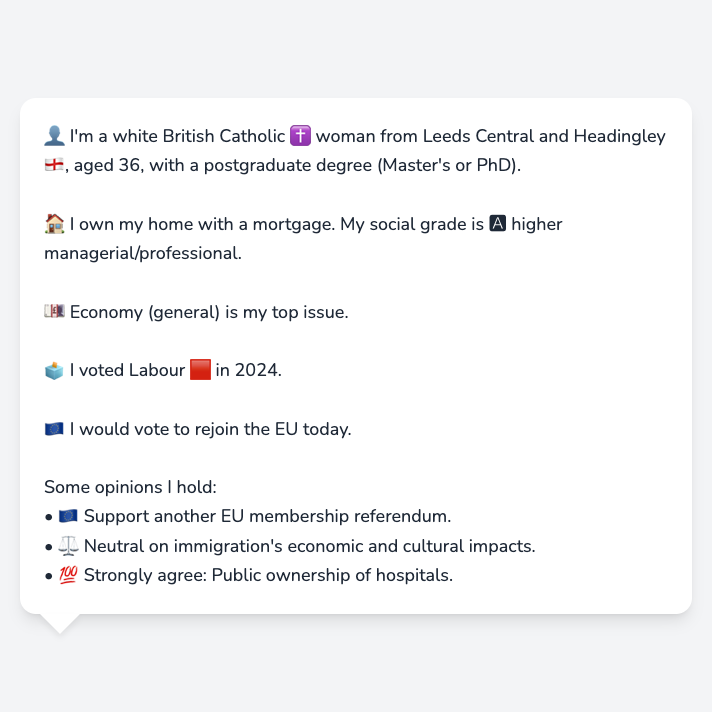 👤 I'm a white British Catholic ✝️ woman from Leeds Central and Headingley
🏴󠁧󠁢󠁥󠁮󠁧󠁿, aged 36, with a postgraduate degree (Master's or PhD).
🏠 I own my home with a mortgage. My social grade is 🅰 higher
managerial/professional.
💷 Economy (general) is my top issue.
🗳️ I voted Labour 🟥 in 2024.
🇪🇺 I would vote to rejoin the EU today.
Some opinions I hold:
• 🇪🇺 Support another EU membership referendum.
• ⚖️ Neutral on immigration's economic and cultural impacts.
• 💯 Strongly agree: Public ownership of hospitals.